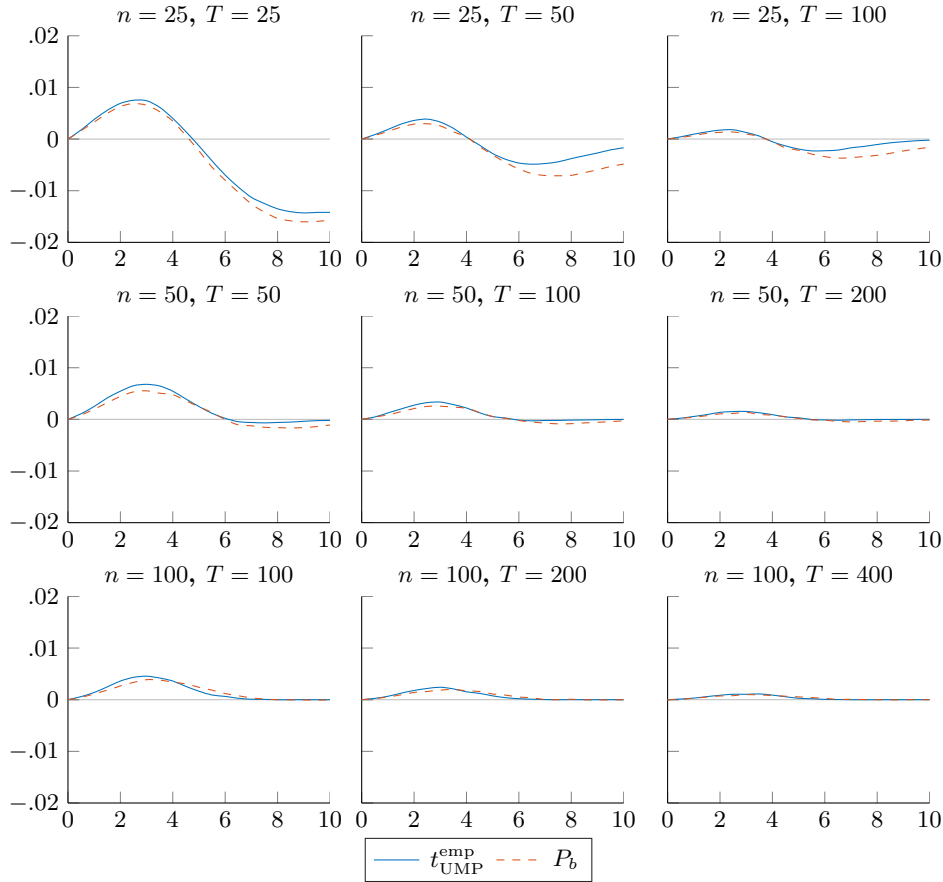 n = 25, T = 25 n = 25, T = 50 n = 25, T = 100
.02
.01
0
−.01
−.02
0 2 4 6 8 10 0 2 4 6 8 10 0 2 4 6 8 10
n = 50, T = 50 n = 50, T = 100 n = 50, T = 200
.02
.01
0
−.01
−.02
0 2 4 6 8 10 0 2 4 6 8 10 0 2 4 6 8 10
n = 100, T = 100 n = 100, T = 200 n = 100, T = 400
.02
.01
0
−.01
−.02
0 2 4 6 8 10 0 2 4 6 8 10 0 2 4 6 8 10
t_UMP^emp P_b